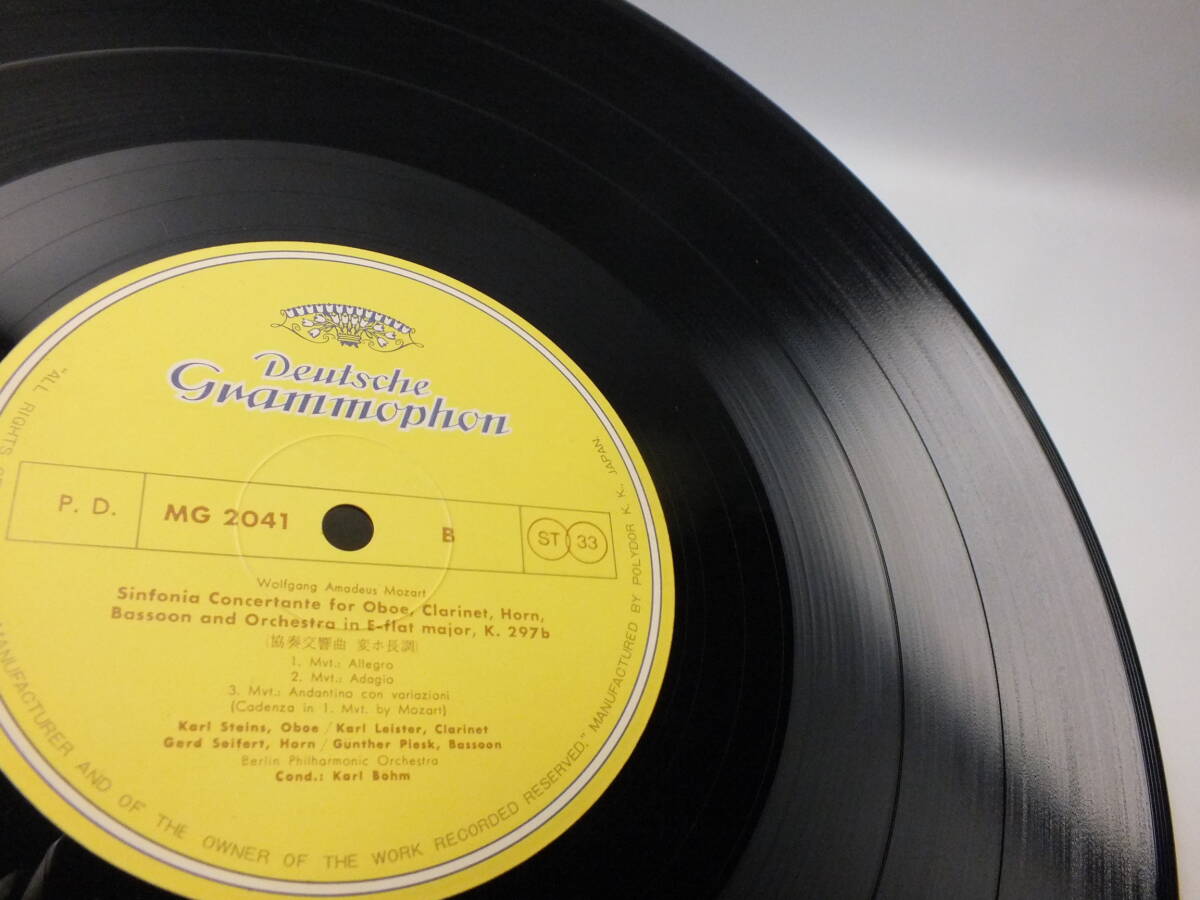 Deutsche
Grammophon
P. D.
MG 2041
B
ST 33
Wolfgang Amadeus Mozart
Sinfonia Concertante for Oboe, Clarinet, Horn,
Bassoon and Orchestra in E-flat major, K. 297b
(協奏交響曲 変ホ長調)
1. Mvt.: Allegro
2. Mvt.: Adagio
3. Mvt.: Andantino con variazioni
(Cadenza in 1. Mvt. by Mozart)
Karl Steins, Oboe / Karl Leister, Clarinet
Gerd Seifert, Horn / Gunther Piesk, Bassoon
Berlin Philharmonic Orchestra
Cond.: Karl Bohm
"ALL RIGHTS OF
MANUFACTURER AND OF THE OWNER OF THE WORK RECORDED RESERVED." MANUFACTURED BY POLYDOR K. K., JAPAN.